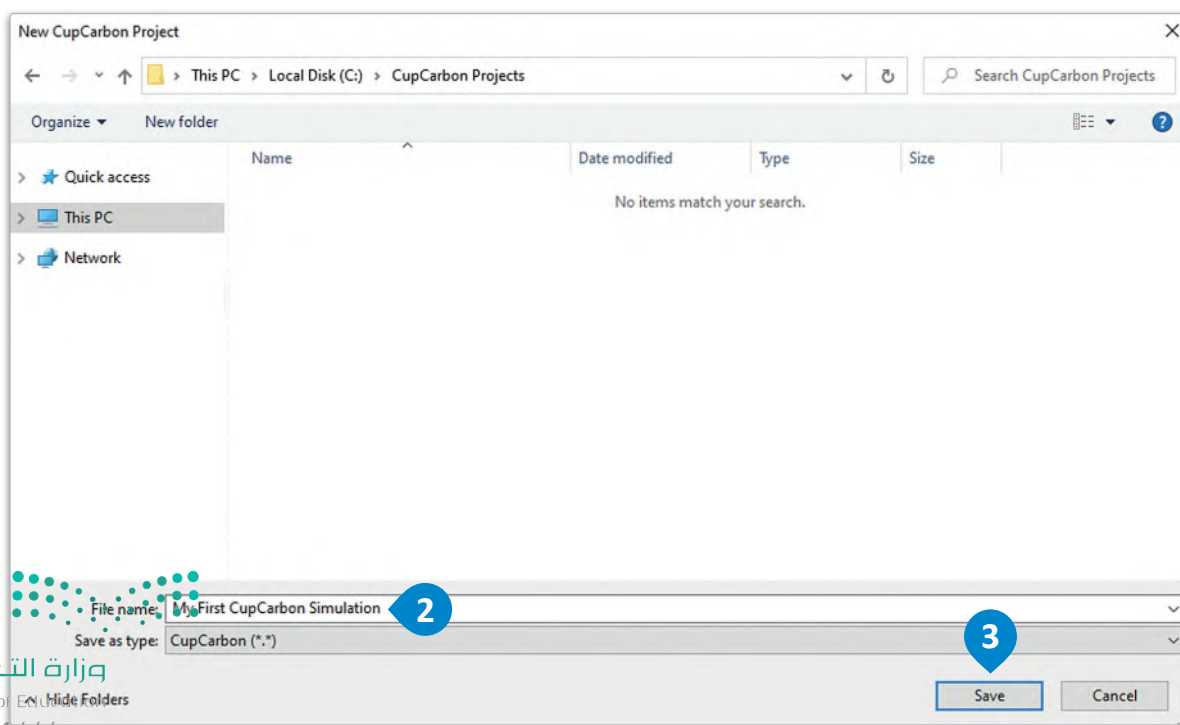 New CupCarbon Project
This PC > Local Disk (C:) > CupCarbon Projects
Search CupCarbon Projects
Organize
New folder
Name
Date modified
Type
Size
Quick access
This PC
Network
No items match your search.
File name: My First CupCarbon Simulation
2
Save as type: CupCarbon (*.*)
3
وزارة
Hide Folders
Save
Cancel